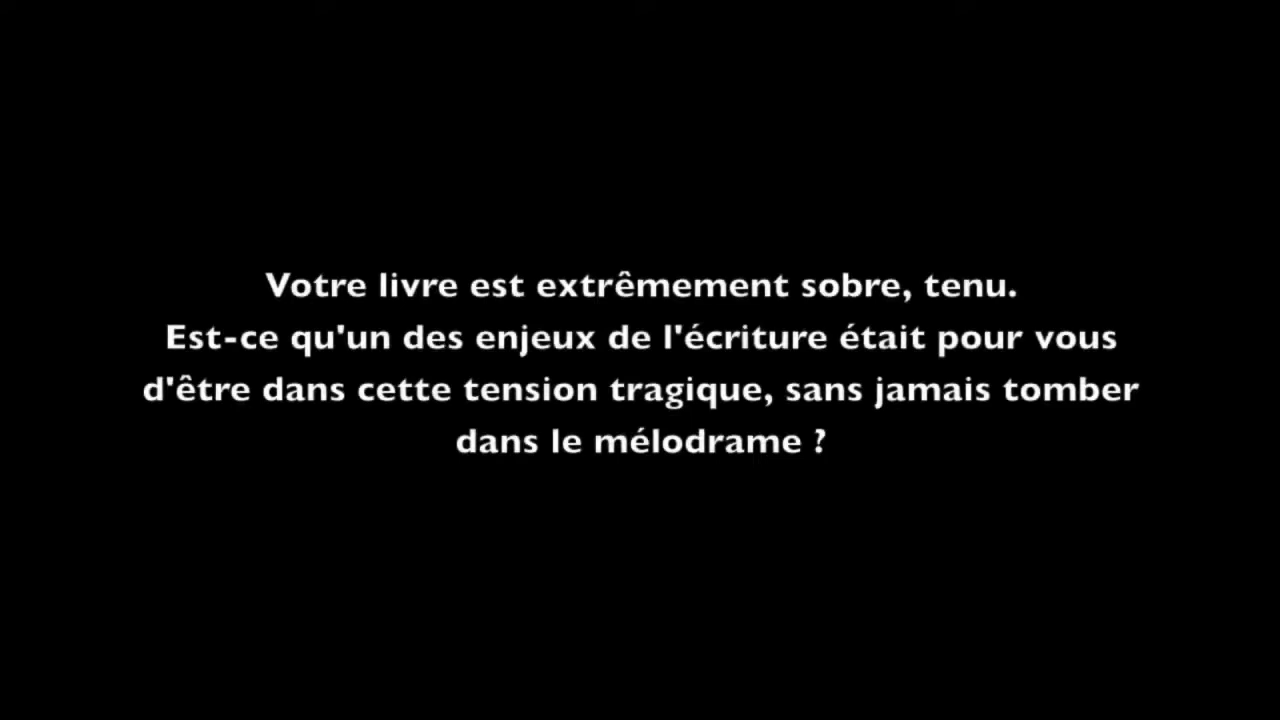 Votre livre est extrêmement sobre, tenu.
Est-ce qu'un des enjeux de l'écriture était pour vous
d'être dans cette tension tragique, sans jamais tomber
dans le mélodrame ?